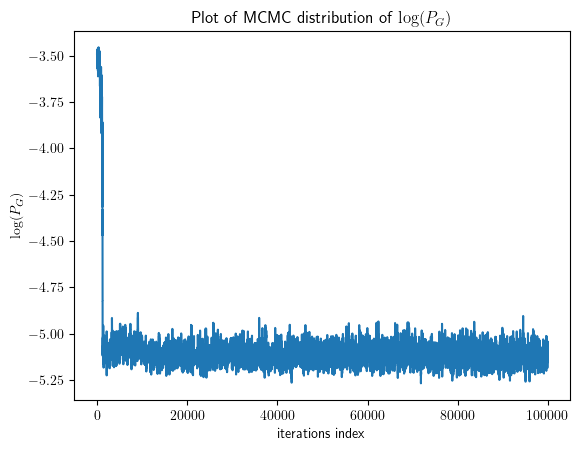 Plot of MCMC distribution of log(P_G)
−3.50
−3.75
−4.00
−4.25
−4.50
−4.75
−5.00
−5.25
log(P_G)
0 20000 40000 60000 80000 100000
iterations index